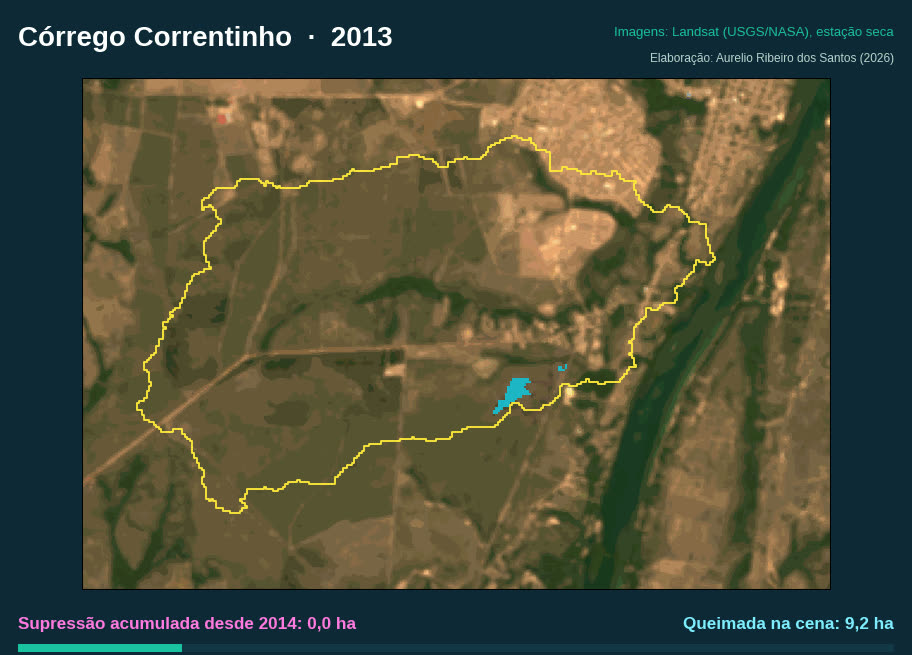 Córrego Correntinho · 2013
Imagens: Landsat (USGS/NASA), estação seca
Elaboração: Aurelio Ribeiro dos Santos (2026)
Supressão acumulada desde 2014: 0,0 ha
Queimada na cena: 9,2 ha